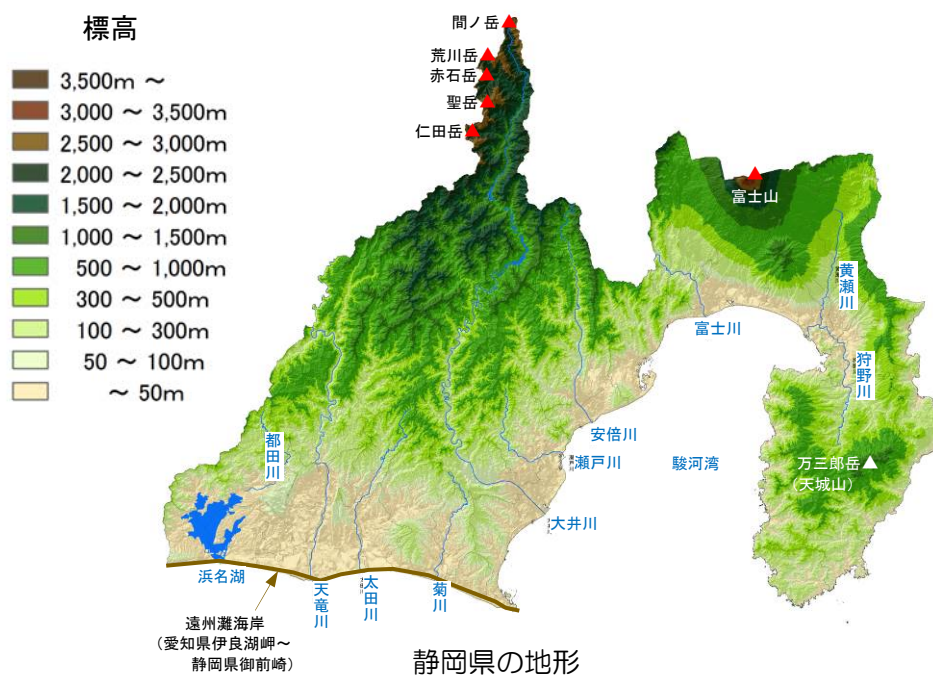 標高
3,500m ～
3,000 ～ 3,500m
2,500 ～ 3,000m
2,000 ～ 2,500m
1,500 ～ 2,000m
1,000 ～ 1,500m
500 ～ 1,000m
300 ～ 500m
100 ～ 300m
50 ～ 100m
～ 50m
間ノ岳
荒川岳
赤石岳
聖岳
仁田岳
富士山
黄瀬川
富士川
狩野川
安倍川
瀬戸川
駿河湾
万三郎岳
（天城山）
都田川
大井川
浜名湖
天竜川
太田川
菊川
遠州灘海岸
（愛知県伊良湖岬～
静岡県御前崎）
静岡県の地形